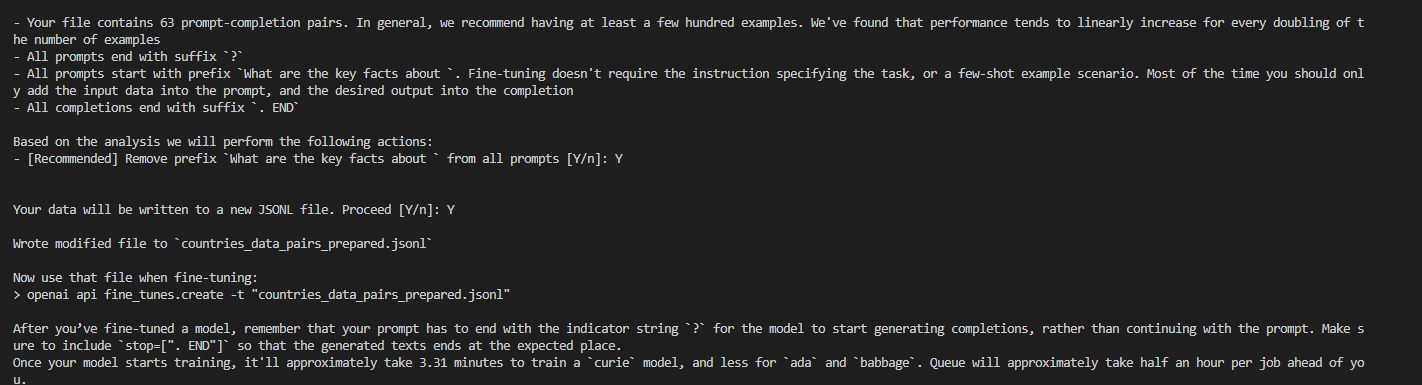 - Your file contains 63 prompt-completion pairs. In general, we recommend having at least a few hundred examples. We've found that performance tends to linearly increase for every doubling of t
he number of examples
- All prompts end with suffix `?`
- All prompts start with prefix `What are the key facts about `. Fine-tuning doesn't require the instruction specifying the task, or a few-shot example scenario. Most of the time you should onl
y add the input data into the prompt, and the desired output into the completion
- All completions end with suffix `. END`
Based on the analysis we will perform the following actions:
- [Recommended] Remove prefix `What are the key facts about ` from all prompts [Y/n]: Y
Your data will be written to a new JSONL file. Proceed [Y/n]: Y
Wrote modified file to `countries_data_pairs_prepared.jsonl`
Now use that file when fine-tuning:
> openai api fine_tunes.create -t "countries_data_pairs_prepared.jsonl"
After you’ve fine-tuned a model, remember that your prompt has to end with the indicator string `?` for the model to start generating completions, rather than continuing with the prompt. Make s
ure to include `stop=[". END"]` so that the generated texts ends at the expected place.
Once your model starts training, it'll approximately take 3.31 minutes to train a `curie` model, and less for `ada` and `babbage`. Queue will approximately take half an hour per job ahead of yo
u.